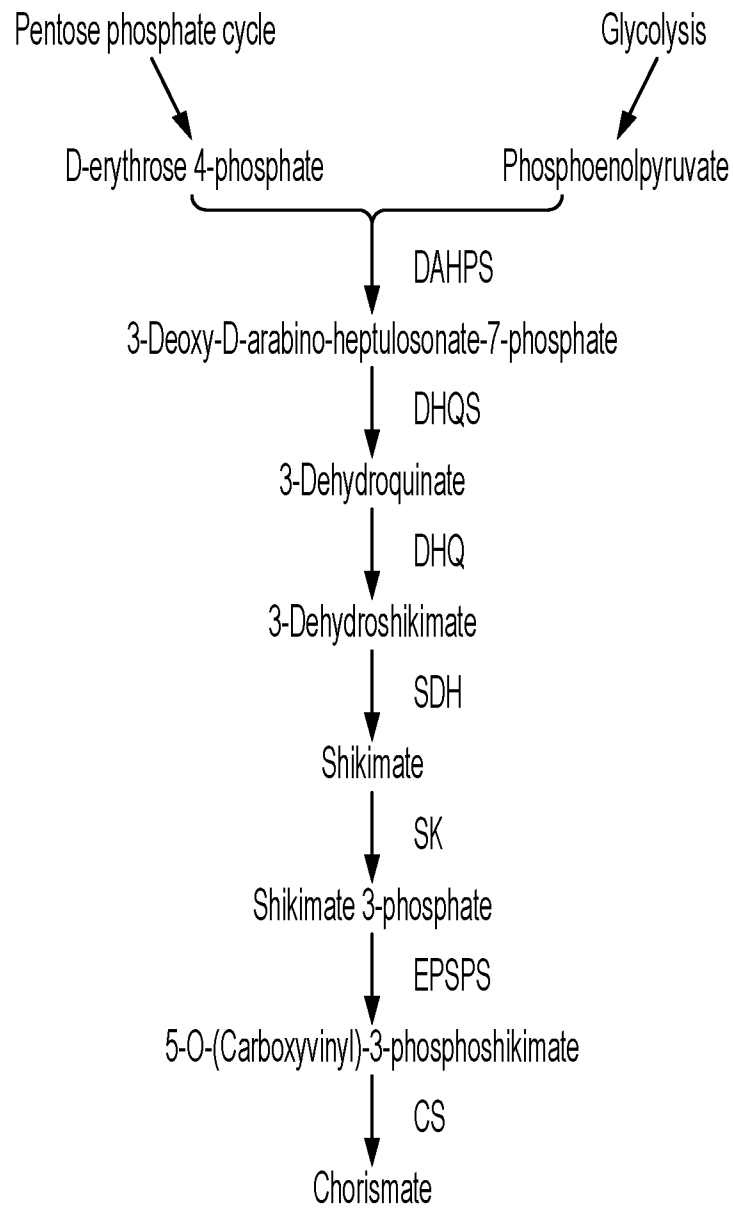 Pentose phosphate cycle
Glycolysis
D-erythrose 4-phosphate
Phosphoenolpyruvate
DAHPS
3-Deoxy-D-arabino-heptulosonate-7-phosphate
DHQS
3-Dehydroquinate
DHQ
3-Dehydroshikimate
SDH
Shikimate
SK
Shikimate 3-phosphate
EPSPS
5-O-(Carboxyvinyl)-3-phosphoshikimate
CS
Chorismate